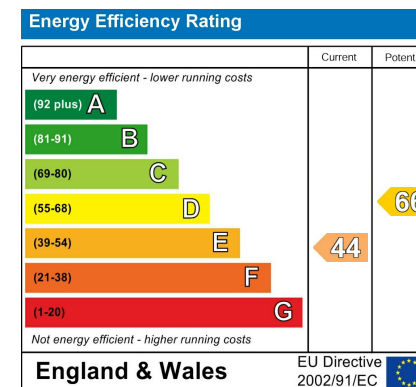 Energy Efficiency Rating
Current
Very energy efficient - lower running costs
(92 plus) A
(81-91) B
(69-80) C
(55-68) D
66
(39-54) E
44
(21-38) F
(1-20) G
Not energy efficient - higher running costs
England & Wales
EU Directive
2002/91/EC